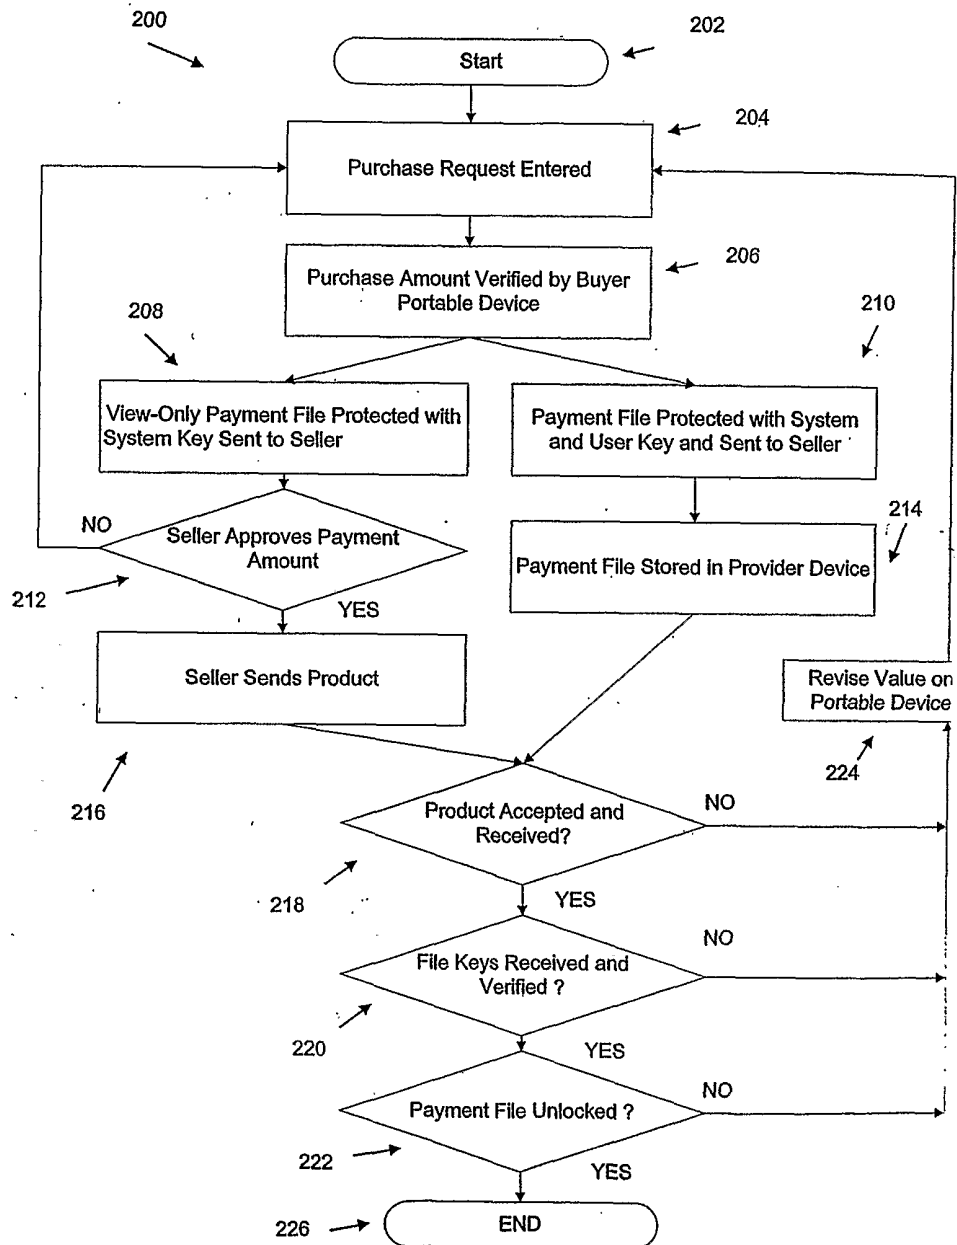 200
202
Start
204
Purchase Request Entered
206
Purchase Amount Verified by Buyer
Portable Device
208
210
View-Only Payment File Protected with
System Key Sent to Seller
Payment File Protected with System
and User Key and Sent to Seller
NO
Seller Approves Payment
Amount
214
Payment File Stored in Provider Device
212
YES
Seller Sends Product
Revise Value on
Portable Device
216
224
Product Accepted and
Received?
NO
218
YES
File Keys Received and
Verified ?
NO
220
YES
Payment File Unlocked ?
NO
222
YES
226
END